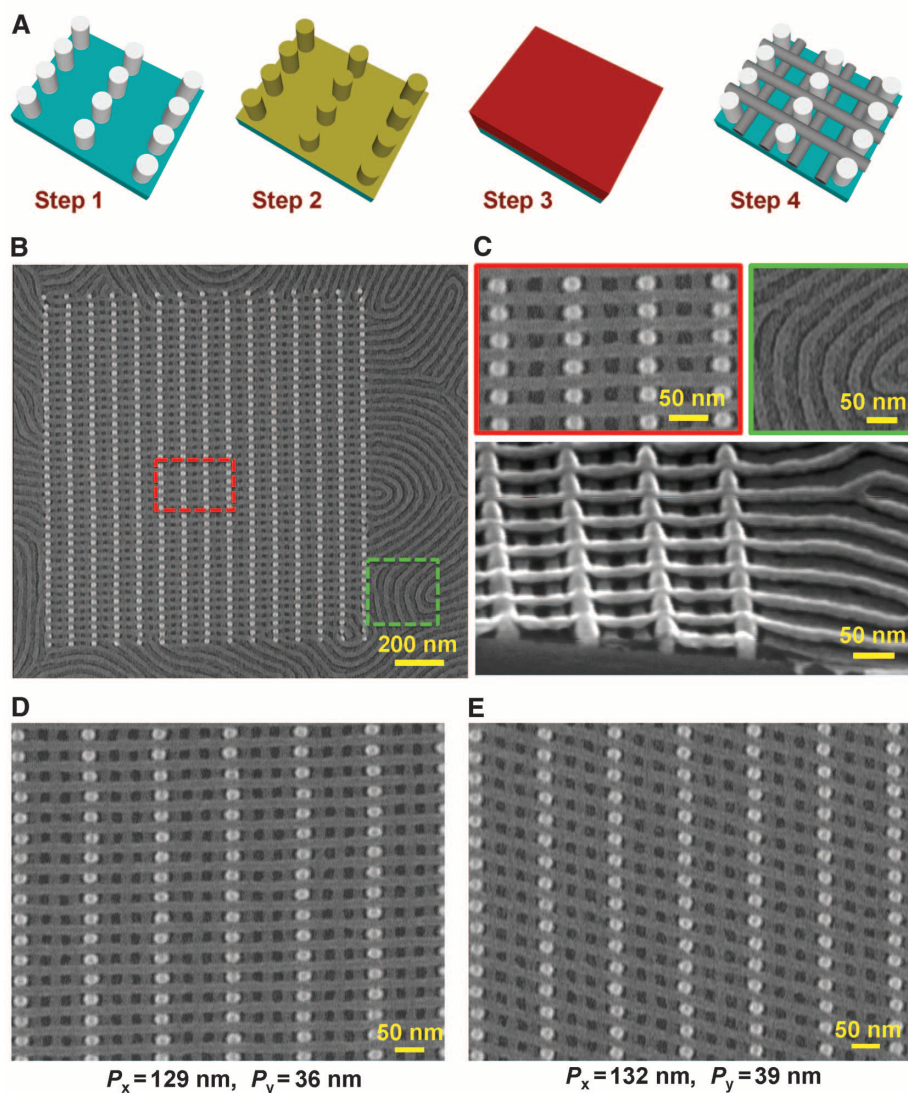 A
Step 1
Step 2
Step 3
Step 4
B
200 nm
C
50 nm
50 nm
50 nm
D
50 nm
Px = 129 nm, Py = 36 nm
E
50 nm
Px = 132 nm, Py = 39 nm